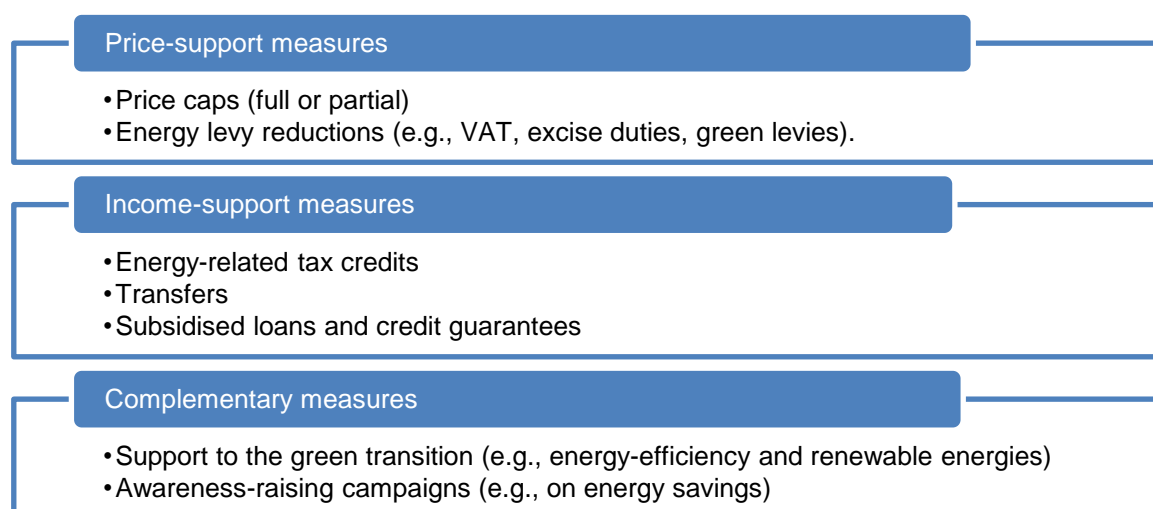 Price-support measures
•Price caps (full or partial)
•Energy levy reductions (e.g., VAT, excise duties, green levies).
Income-support measures
•Energy-related tax credits
•Transfers
•Subsidised loans and credit guarantees
Complementary measures
•Support to the green transition (e.g., energy-efficiency and renewable energies)
•Awareness-raising campaigns (e.g., on energy savings)